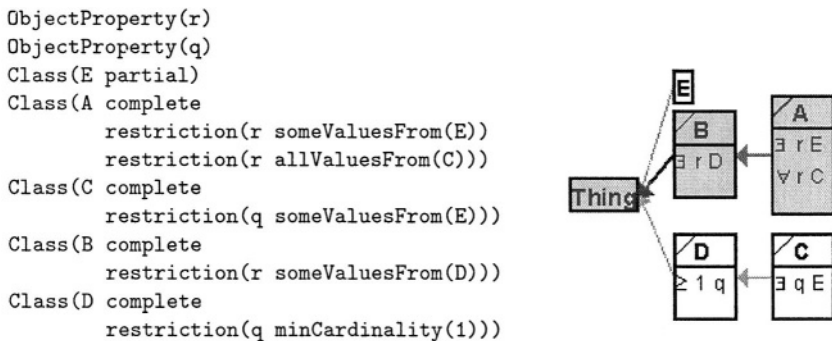 ObjectProperty(r)
ObjectProperty(q)
Class(E partial)
Class(A complete
restriction(r someValuesFrom(E))
restriction(r allValuesFrom(C)))
Class(C complete
restriction(q someValuesFrom(E)))
Class(B complete
restriction(r someValuesFrom(D)))
Class(D complete
restriction(q minCardinality(1)))
Thing
E
B
∃ r D
A
∃ r E
∀ r C
D
≥ 1 q
C
∃ q E